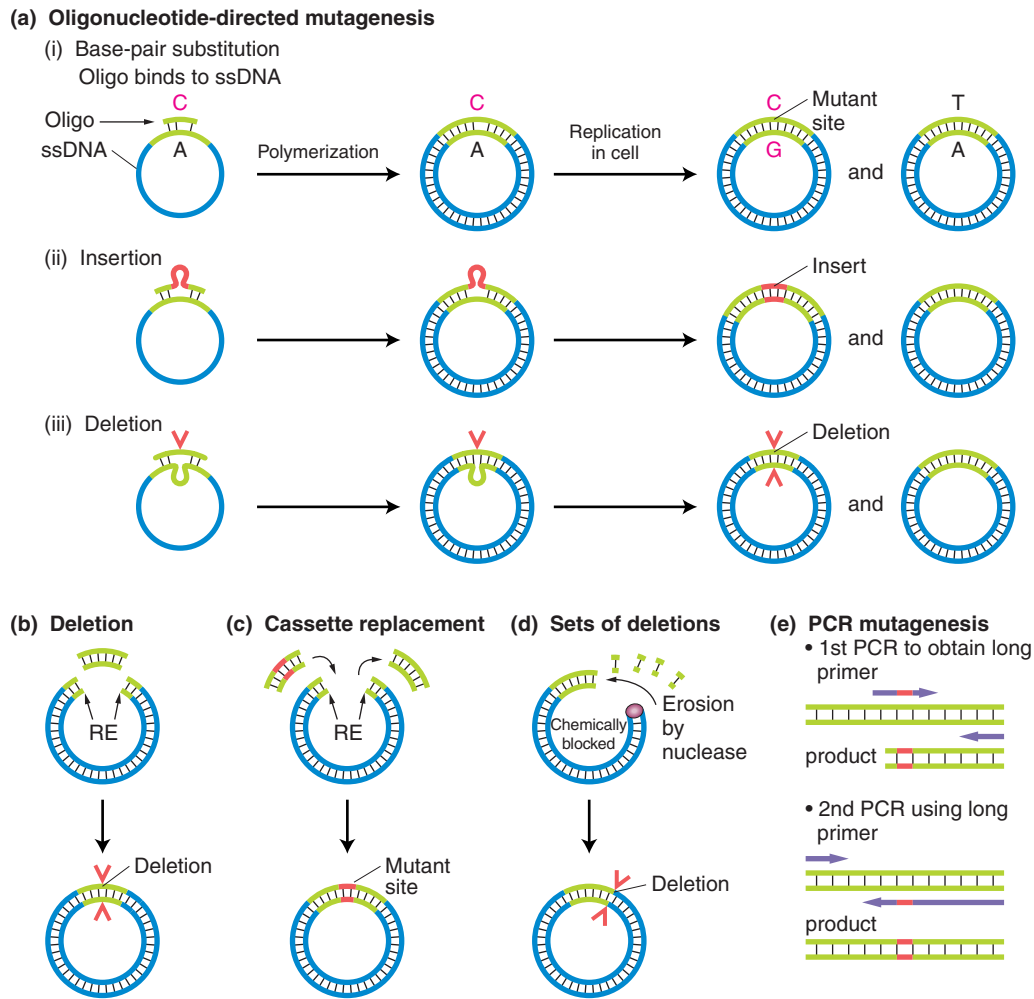 (a) Oligonucleotide-directed mutagenesis
(i) Base-pair substitution
Oligo binds to ssDNA
C
Oligo
ssDNA
A
Polymerization
C
A
Replication
in cell
C
G
Mutant
site
and
T
A
(ii) Insertion
Insert
and
(iii) Deletion
Deletion
and
(b) Deletion
RE
Deletion
(c) Cassette replacement
RE
Mutant
site
(d) Sets of deletions
Chemically
blocked
Erosion
by
nuclease
Deletion
(e) PCR mutagenesis
• 1st PCR to obtain long
primer
product
• 2nd PCR using long
primer
product